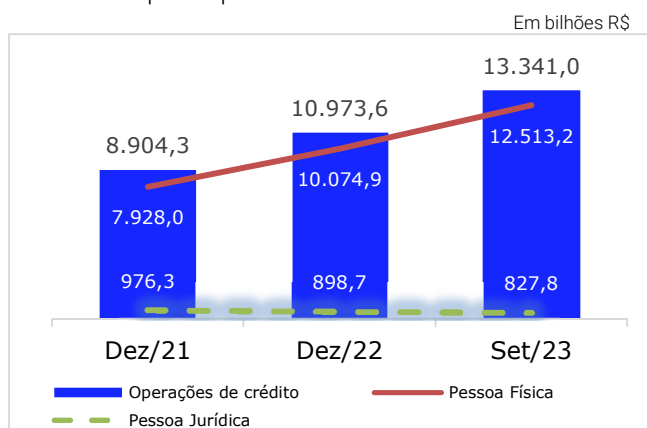 Em bilhões R$
13.341,0
10.973,6
8.904,3
12.513,2
10.074,9
7.928,0
976,3
898,7
827,8
Dez/21
Dez/22
Set/23
Operações de crédito
Pessoa Física
Pessoa Jurídica